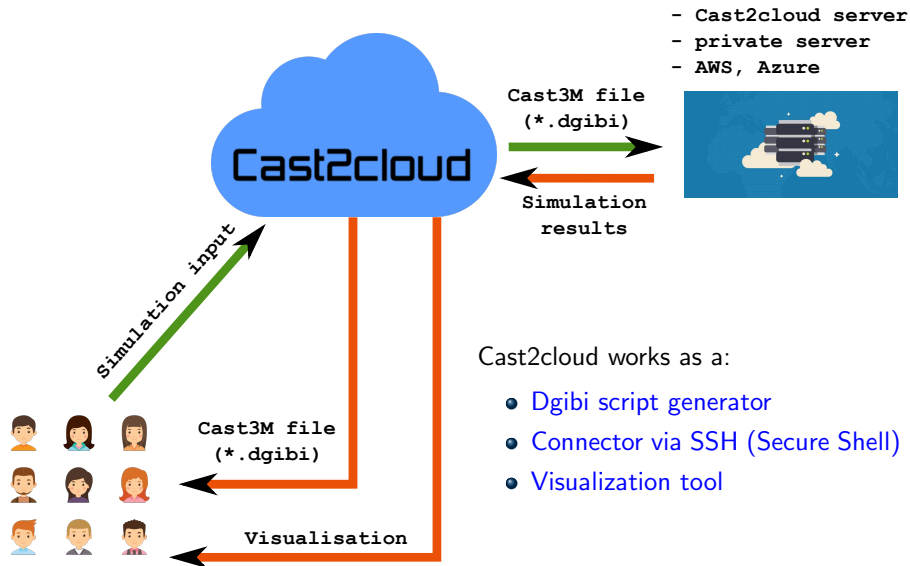 - Cast2cloud server
- private server
- AWS, Azure
Cast3M file
(*.dgibi)
Cast2cloud
Simulation
results
Simulation input
Cast2cloud works as a:
Dgibi script generator
Connector via SSH (Secure Shell)
Visualization tool
Cast3M file
(*.dgibi)
Visualisation